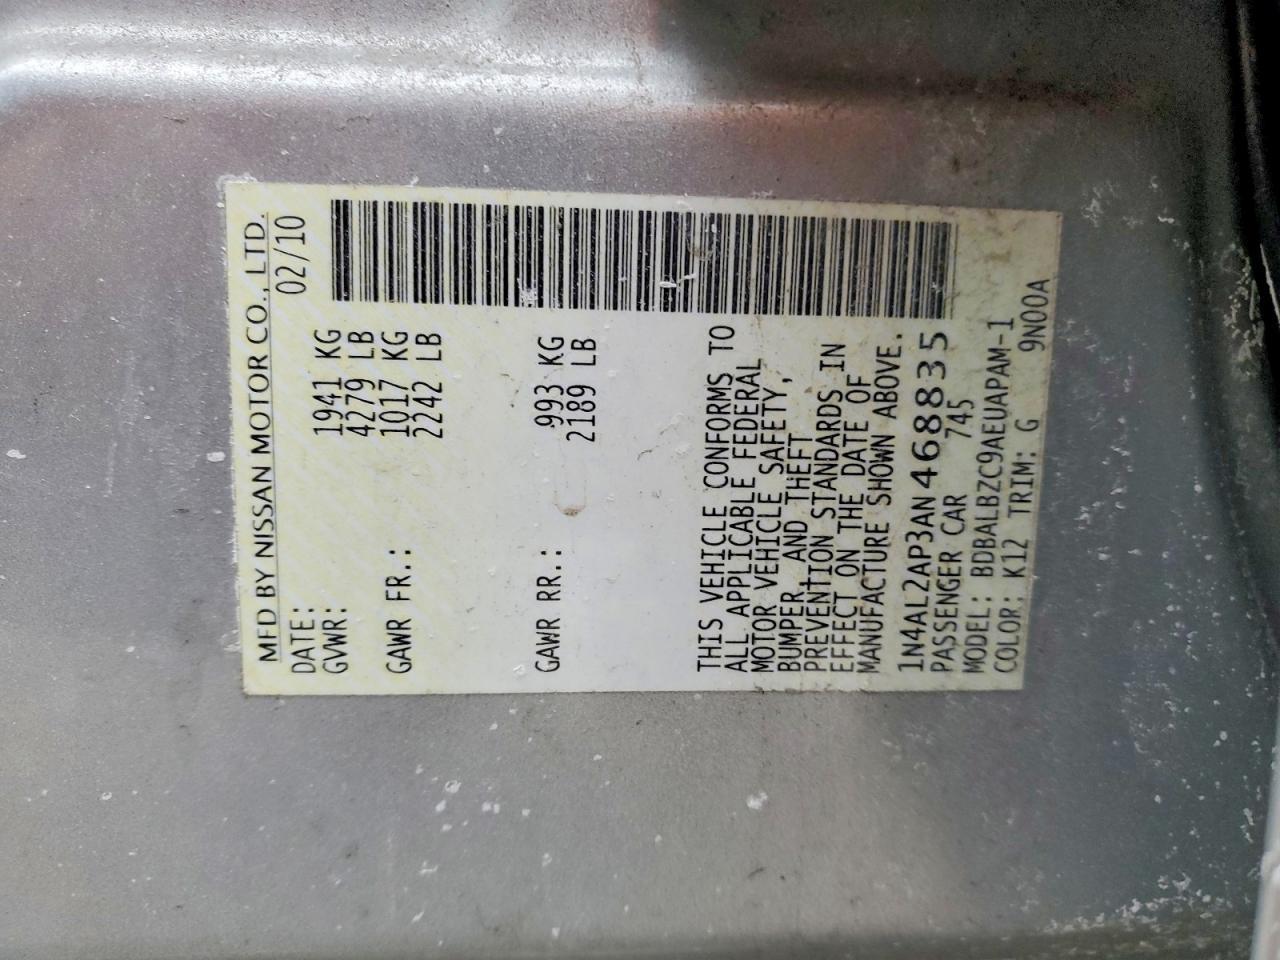 MFD BY NISSAN MOTOR CO., LTD.
DATE: 02/10
GVWR: 1941 KG
4279 LB
GAWR FR.: 1017 KG
2242 LB
GAWR RR.: 993 KG
2189 LB
THIS VEHICLE CONFORMS TO
ALL APPLICABLE FEDERAL
MOTOR VEHICLE SAFETY,
BUMPER, AND THEFT
PREVENTION STANDARDS IN
EFFECT ON THE DATE OF
MANUFACTURE SHOWN ABOVE.
1N4AL2AP3AN468835
PASSENGER CAR 745
MODEL: BDBALBZC9AEUAPAM-1
COLOR: K12 TRIM: G 9N00A